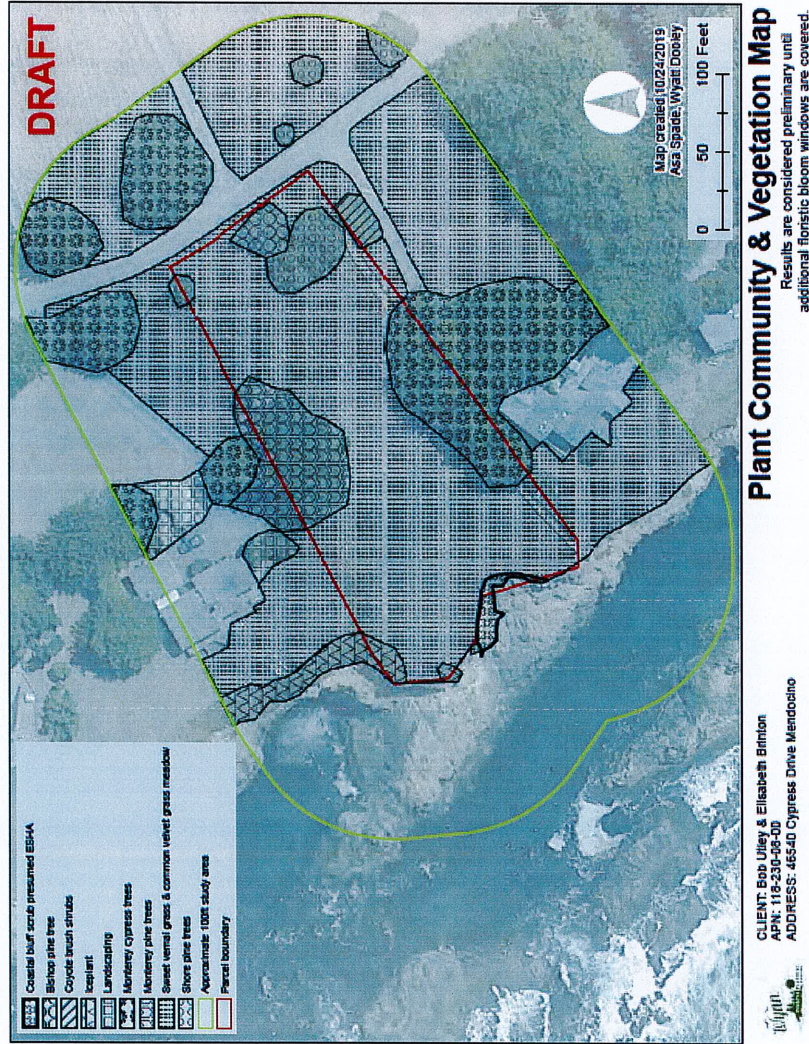 DRAFT
Coastal bluff scrub presumed ESHA
Bishop pine tree
Coyote brush shrubs
Iceplant
Landscaping
Monterey cypress trees
Monterey pine trees
Sweet vernal grass & common velvet grass meadow
Shore pine trees
Approximate 100ft study area
Parcel boundary
Map created 10/24/2019
Asa Spade, Wyatt Dooley
0 50 100 Feet
Wynn
CLIENT: Bob Utley & Elisabeth Brinton
APN: 118-230-06-00
ADDRESS: 45540 Cypress Drive Mendocino
Plant Community & Vegetation Map
Results are considered preliminary until
additional floristic bloom windows are covered.